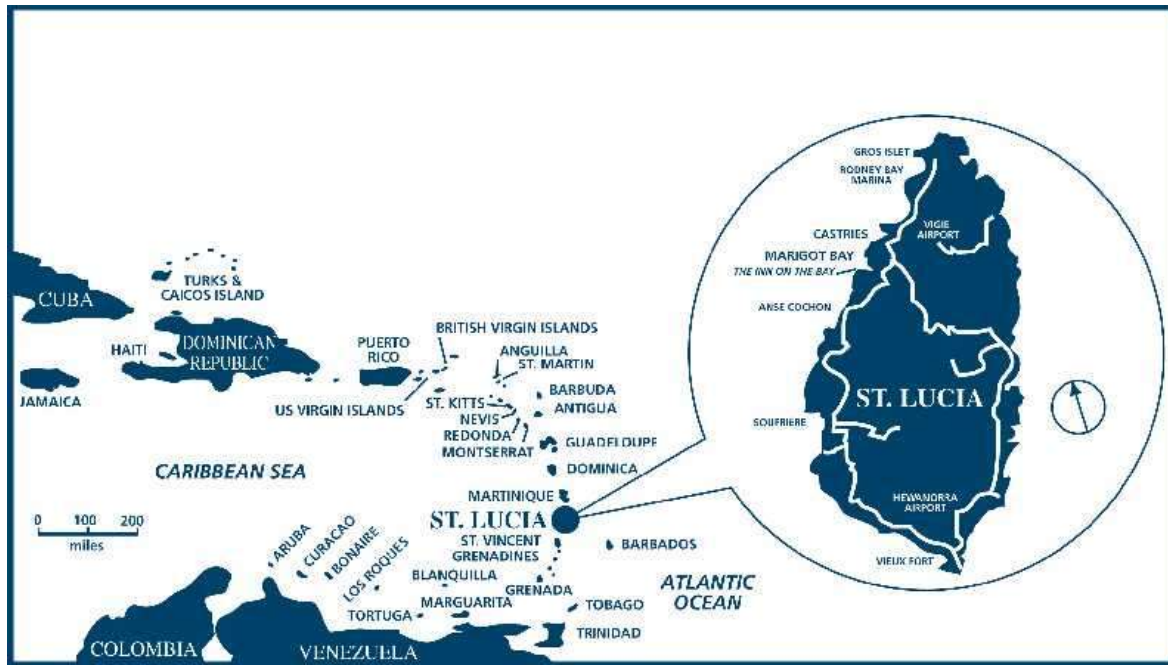 GROS ISLET
RODNEY BAY
MARINA
CASTRIES
VIGIE
AIRPORT
MARIGOT BAY
THE INN ON THE BAY
ANSE COCHON
ST. LUCIA
SOUFRIERE
HEWANORRA
AIRPORT
VIEUX FORT
CUBA
TURKS &
CAICOS ISLAND
HAITI
DOMINICAN
REPUBLIC
JAMAICA
PUERTO
RICO
BRITISH VIRGIN ISLANDS
US VIRGIN ISLANDS
ANGUILLA
ST. MARTIN
ST. KITTS
NEVIS
REDONDA
MONTSERRAT
BARBUDA
ANTIGUA
GUADELOUPE
DOMINICA
CARIBBEAN SEA
MARTINIQUE
ST. LUCIA
ST. VINCENT
GRENADINES
BARBADOS
0 100 200
miles
ARUBA
CURACAO
BONAIRE
LOS ROQUES
BLANQUILLA
GRENADA
ATLANTIC
OCEAN
TORTUGA
MARGUARITA
TOBAGO
TRINIDAD
COLOMBIA
VENEZUELA